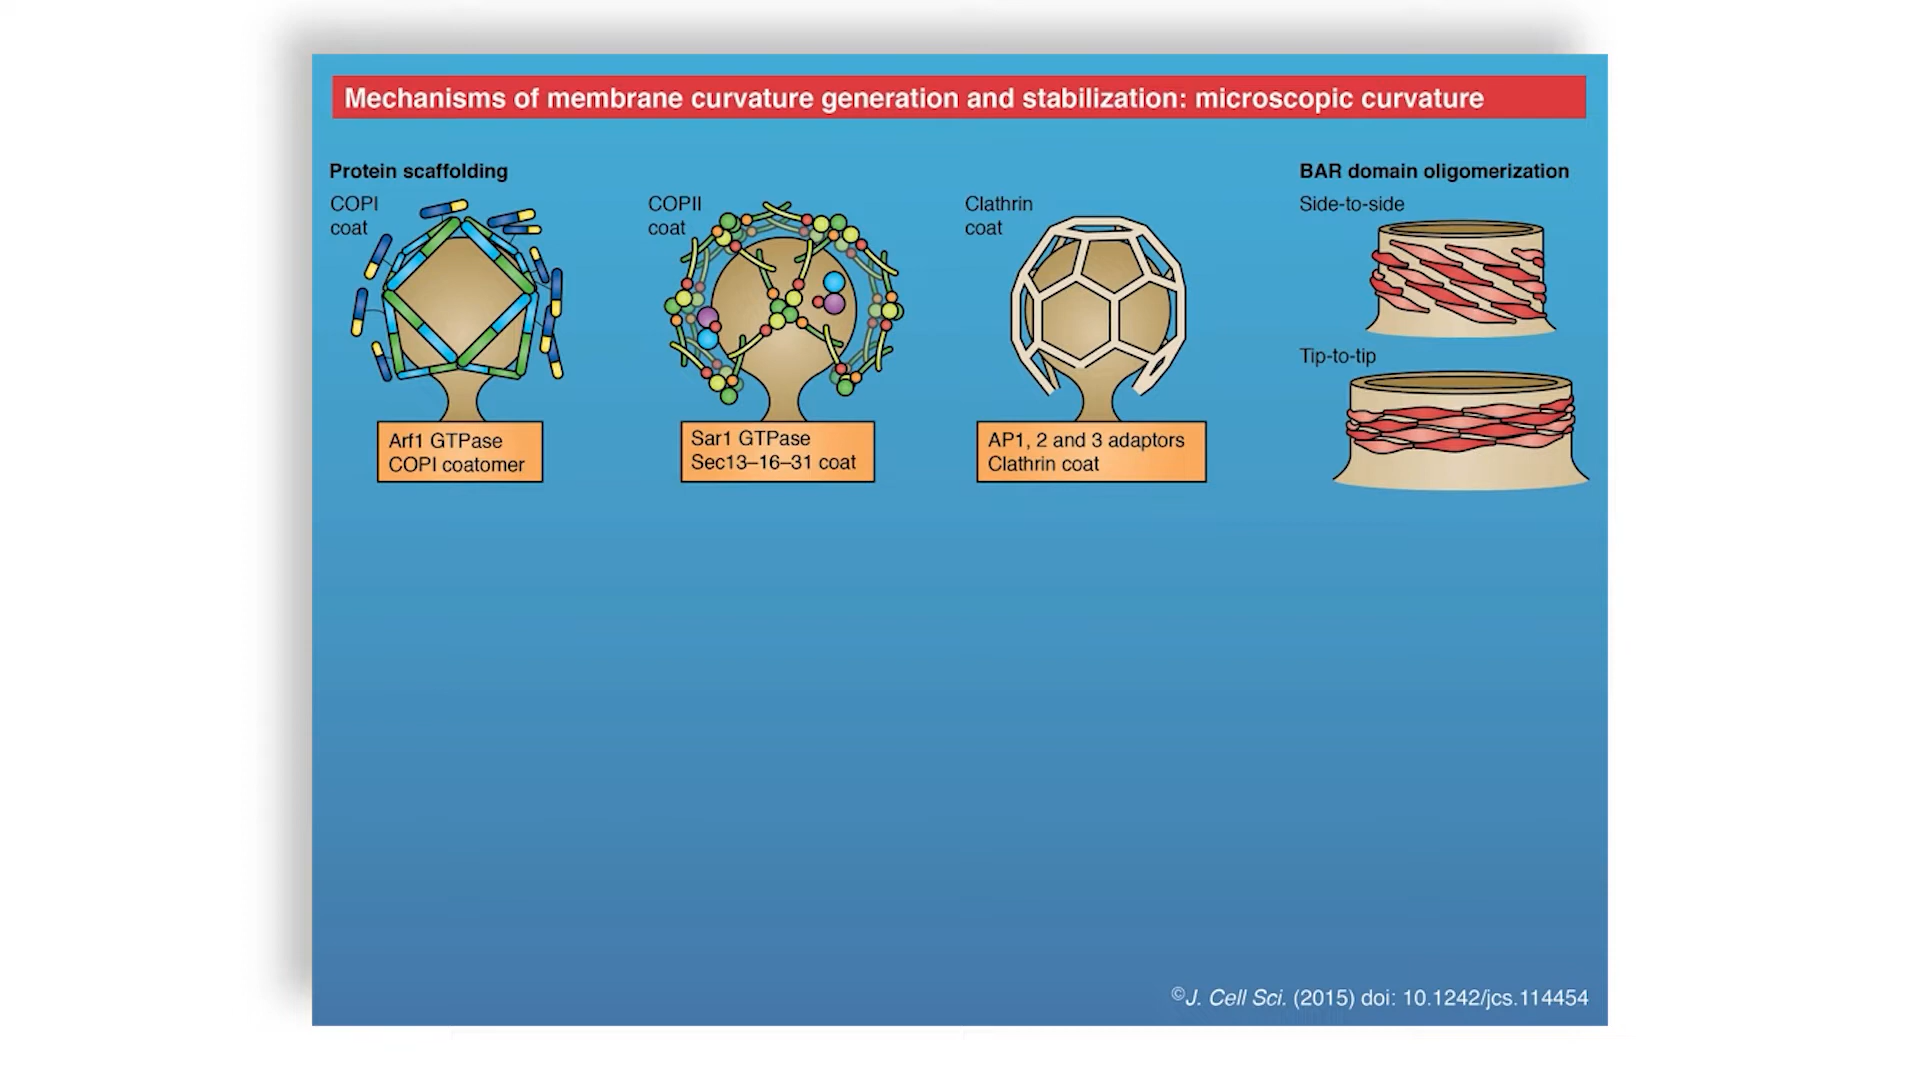 Mechanisms of membrane curvature generation and stabilization: microscopic curvature
Protein scaffolding
COPI
coat
Arf1 GTPase
COPI coatomer
COPII
coat
Sar1 GTPase
Sec13–16–31 coat
Clathrin
coat
AP1, 2 and 3 adaptors
Clathrin coat
BAR domain oligomerization
Side-to-side
Tip-to-tip
©J. Cell Sci. (2015) doi: 10.1242/jcs.114454